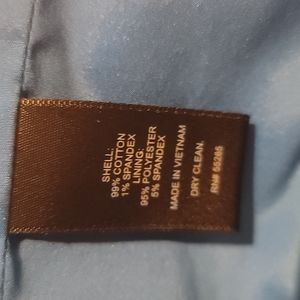 SHELL:
99% COTTON
1% SPANDEX
LINING:
95% POLYESTER
5% SPANDEX
MADE IN VIETNAM
DRY CLEAN.
RN# 55285